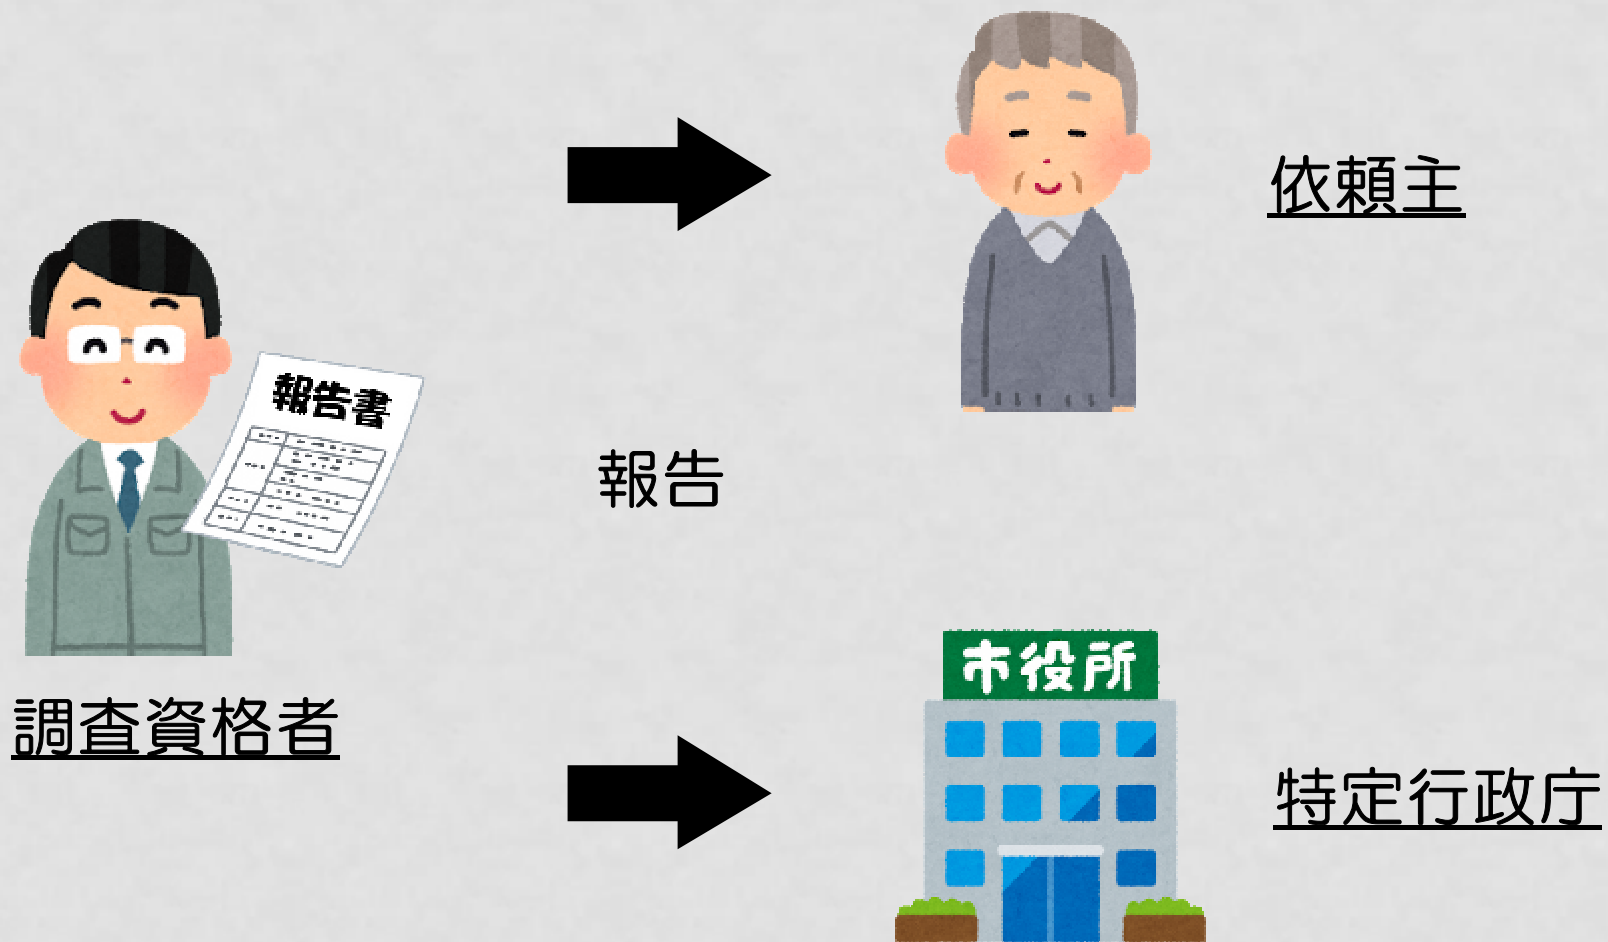 依頼主
報告書
報告
市役所
調査資格者
特定行政庁